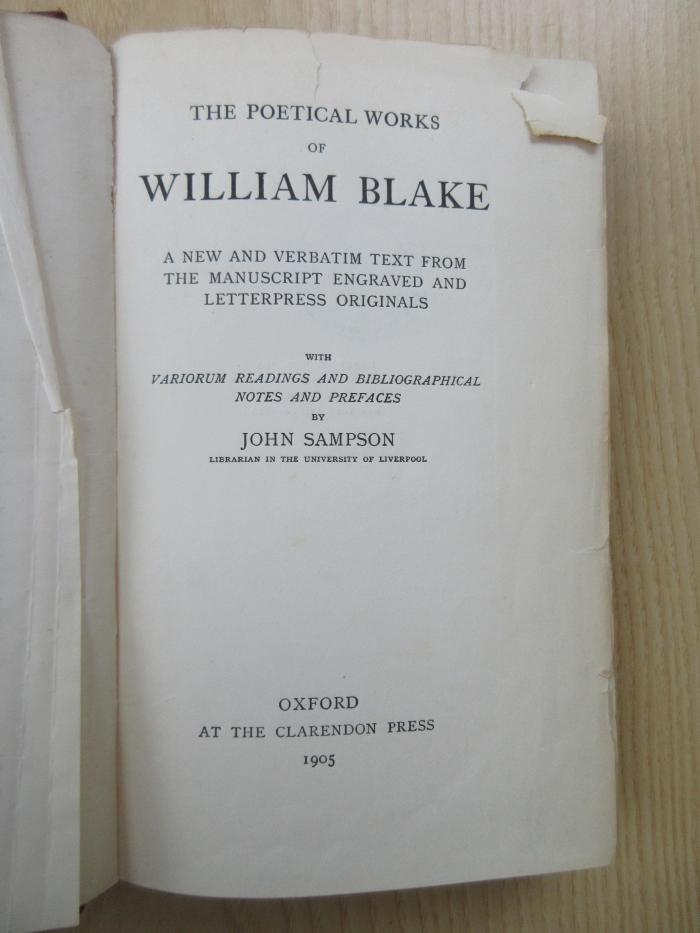 THE POETICAL WORKS
OF
WILLIAM BLAKE
A NEW AND VERBATIM TEXT FROM
THE MANUSCRIPT ENGRAVED AND
LETTERPRESS ORIGINALS
WITH
VARIORUM READINGS AND BIBLIOGRAPHICAL
NOTES AND PREFACES
BY
JOHN SAMPSON
LIBRARIAN IN THE UNIVERSITY OF LIVERPOOL
OXFORD
AT THE CLARENDON PRESS
1905